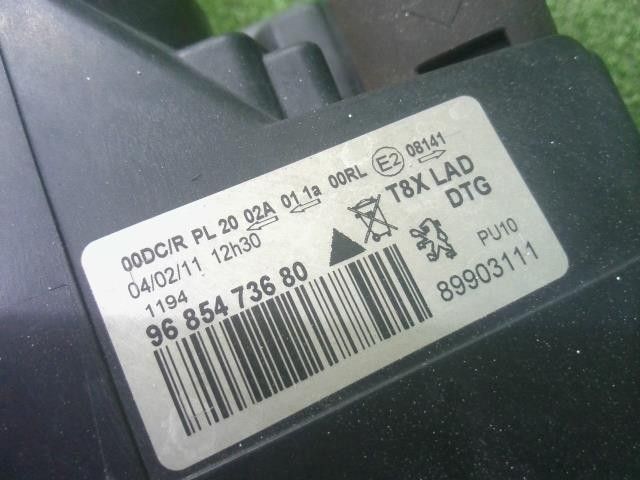 00DC/R PL 20 02A 01 1a 00RL E2 08141
04/02/11 12h30
T8X LAD
1194
DTG
96 854 736 80
PU10
89903111